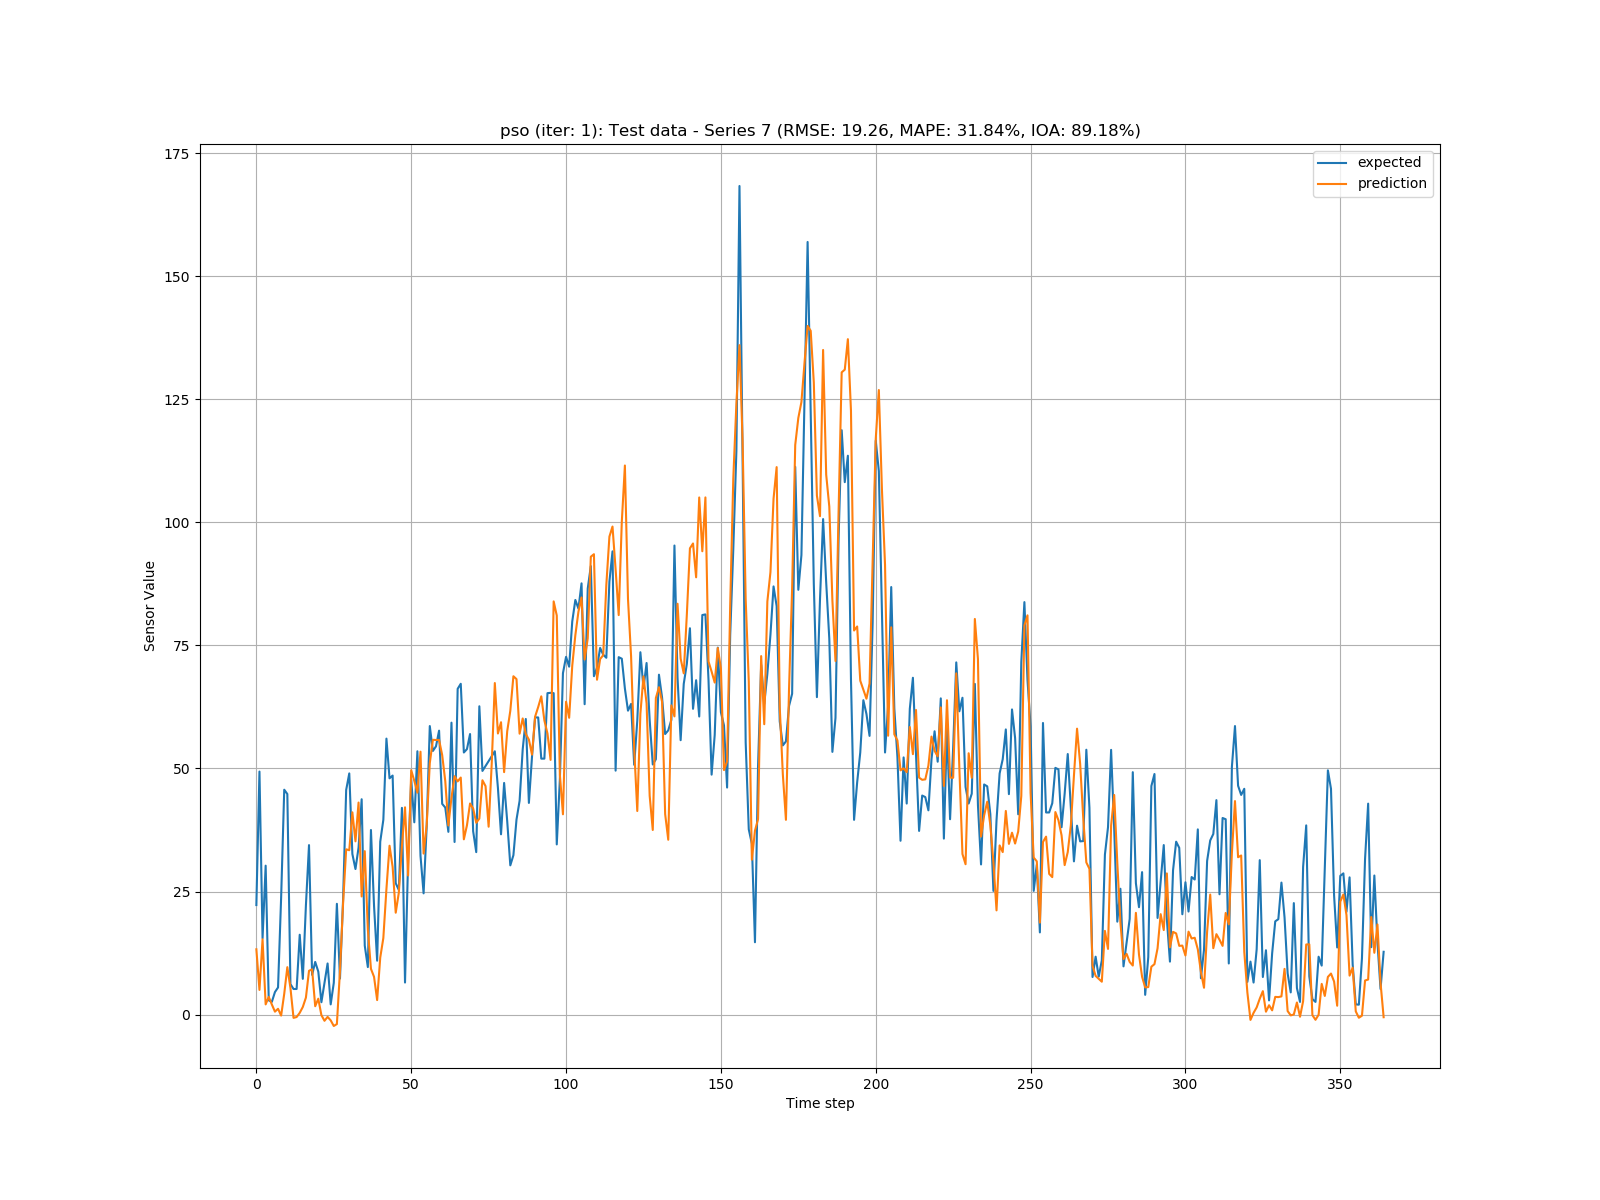 pso (iter: 1): Test data - Series 7 (RMSE: 19.26, MAPE: 31.84%, IOA: 89.18%)
expected
prediction
175
150
125
100
75
50
25
0
Sensor Value
0 50 100 150 200 250 300 350
Time step